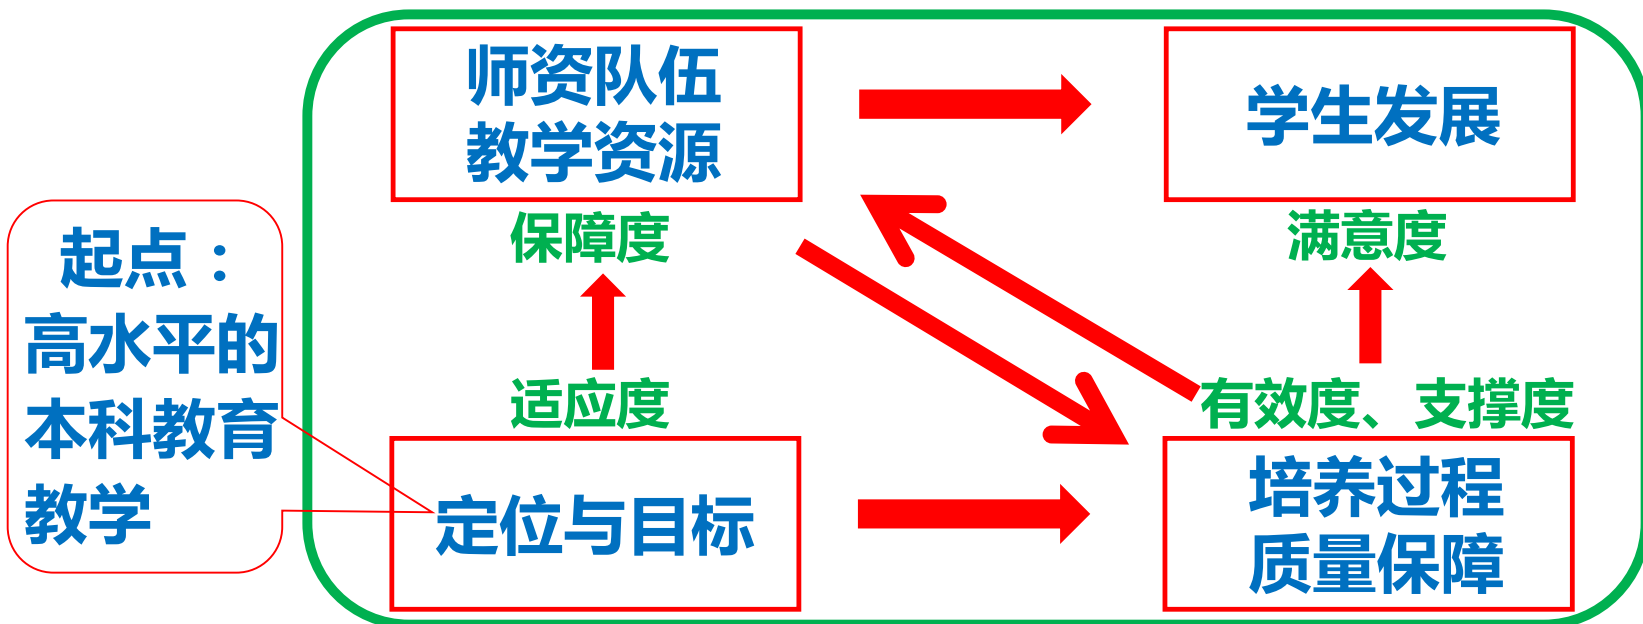 师资队伍
教学资源
学生发展
保障度
满意度
起点：
高水平的
本科教育
教学
适应度
有效度、支撑度
定位与目标
培养过程
质量保障